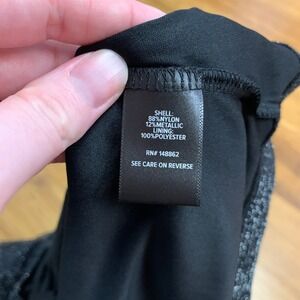 SHELL:
88%NYLON
12%METALLIC
LINING:
100%POLYESTER
RN# 148862
SEE CARE ON REVERSE